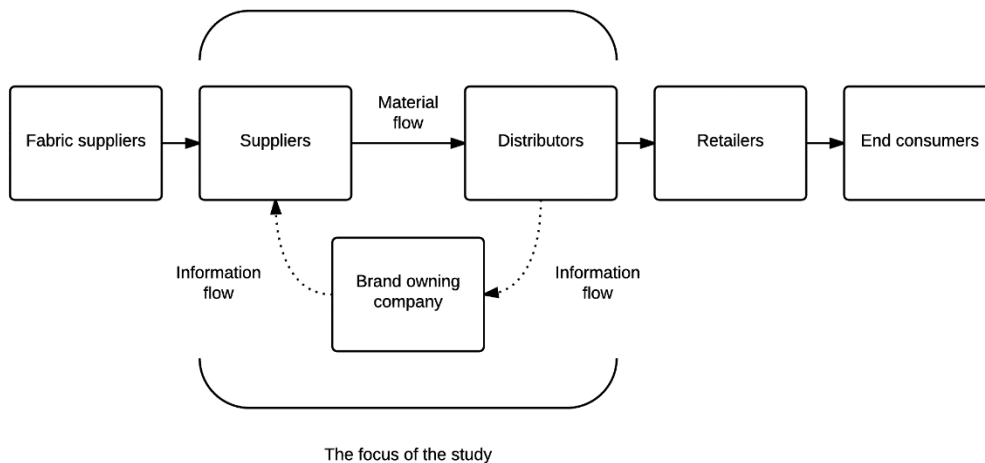 Material
flow
Fabric suppliers
Suppliers
Distributors
Retailers
End consumers
Information
flow
Brand owning
company
Information
flow
The focus of the study